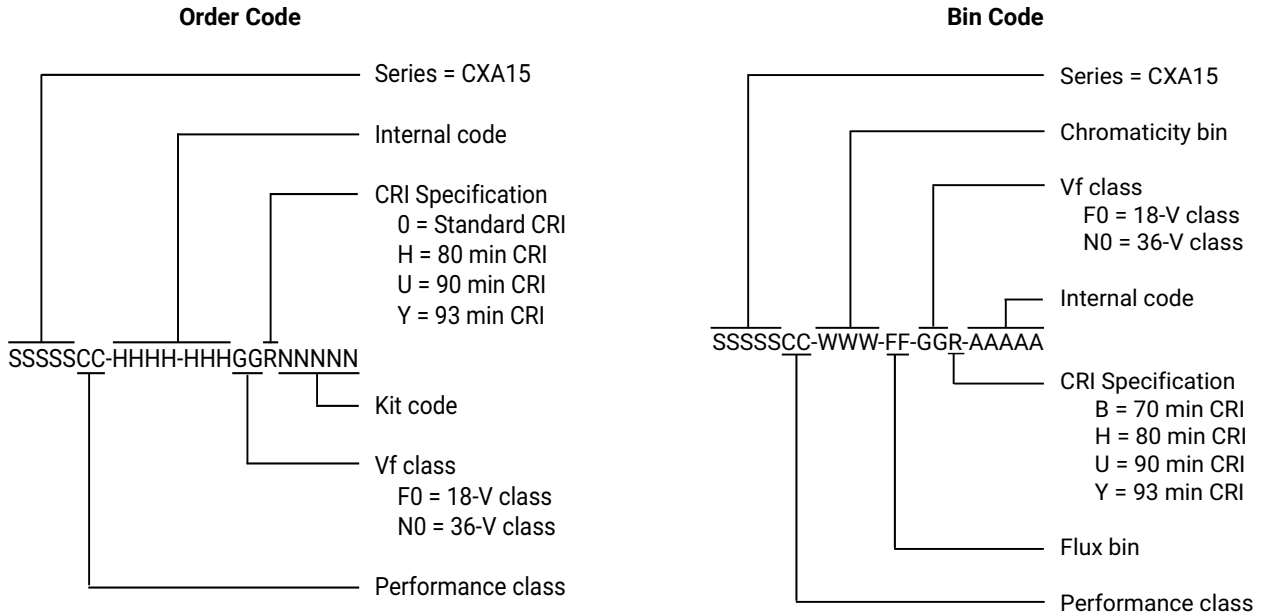 Order Code
Series = CXA15
Internal code
CRI Specification
0 = Standard CRI
H = 80 min CRI
U = 90 min CRI
Y = 93 min CRI
SSSSSCC-HHHH-HHHGGRNNNNN
Kit code
Vf class
F0 = 18-V class
N0 = 36-V class
Performance class
Bin Code
Series = CXA15
Chromaticity bin
Vf class
F0 = 18-V class
N0 = 36-V class
Internal code
SSSSSCC-WWW-FF-GGR-AAAAA
CRI Specification
B = 70 min CRI
H = 80 min CRI
U = 90 min CRI
Y = 93 min CRI
Flux bin
Performance class